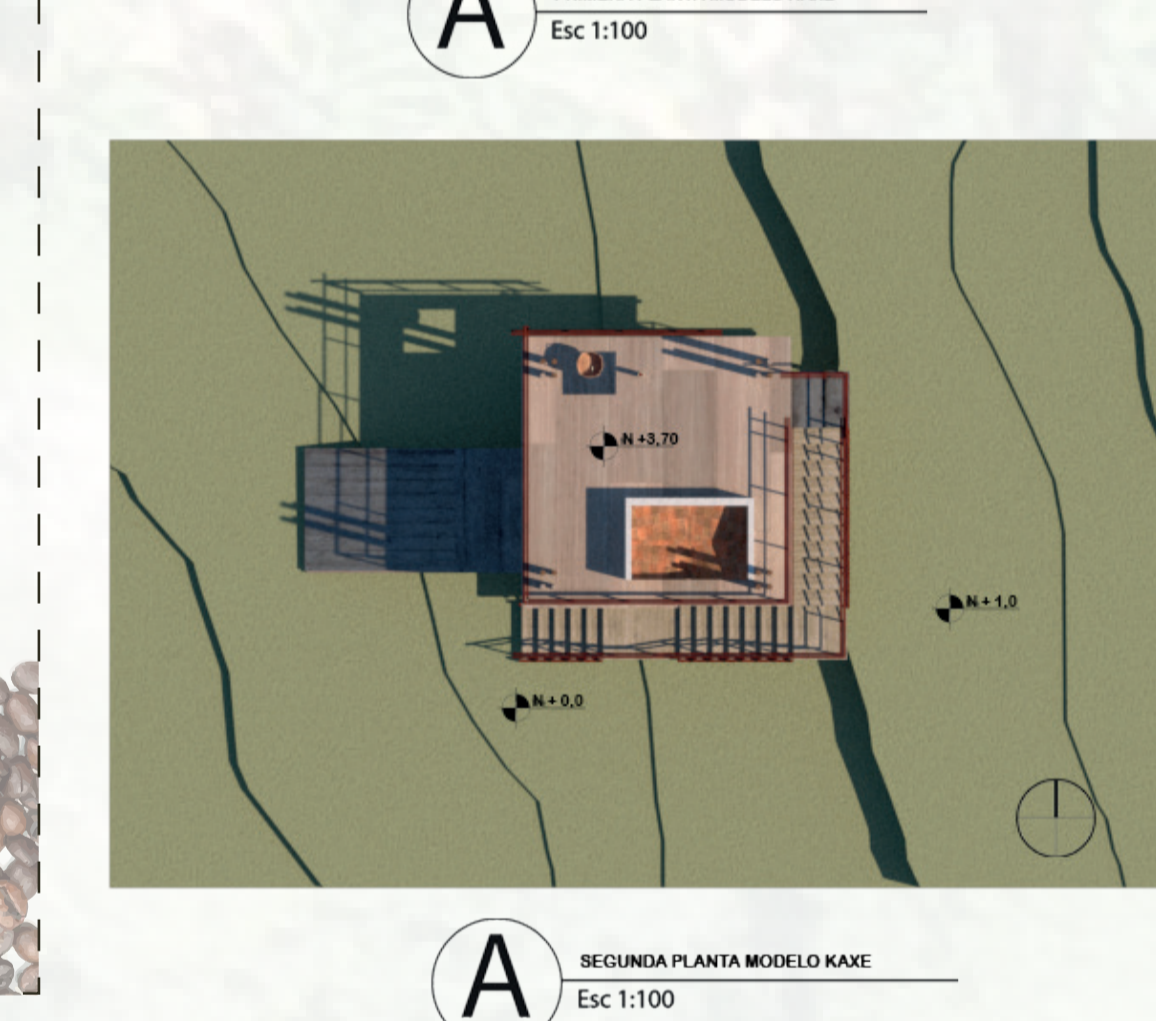 A
Esc 1:100
N +3,70
N + 1,0
N + 0,0
A
SEGUNDA PLANTA MODELO KAXE
Esc 1:100